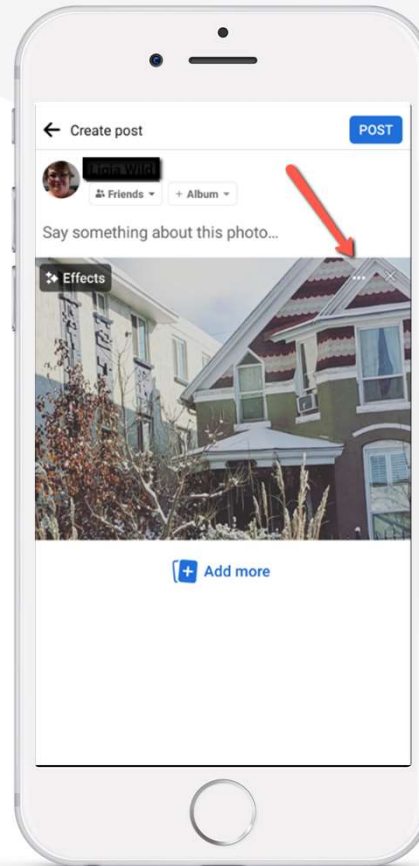 Create post
POST
Friends
+ Album
Say something about this photo...
Effects
Add more